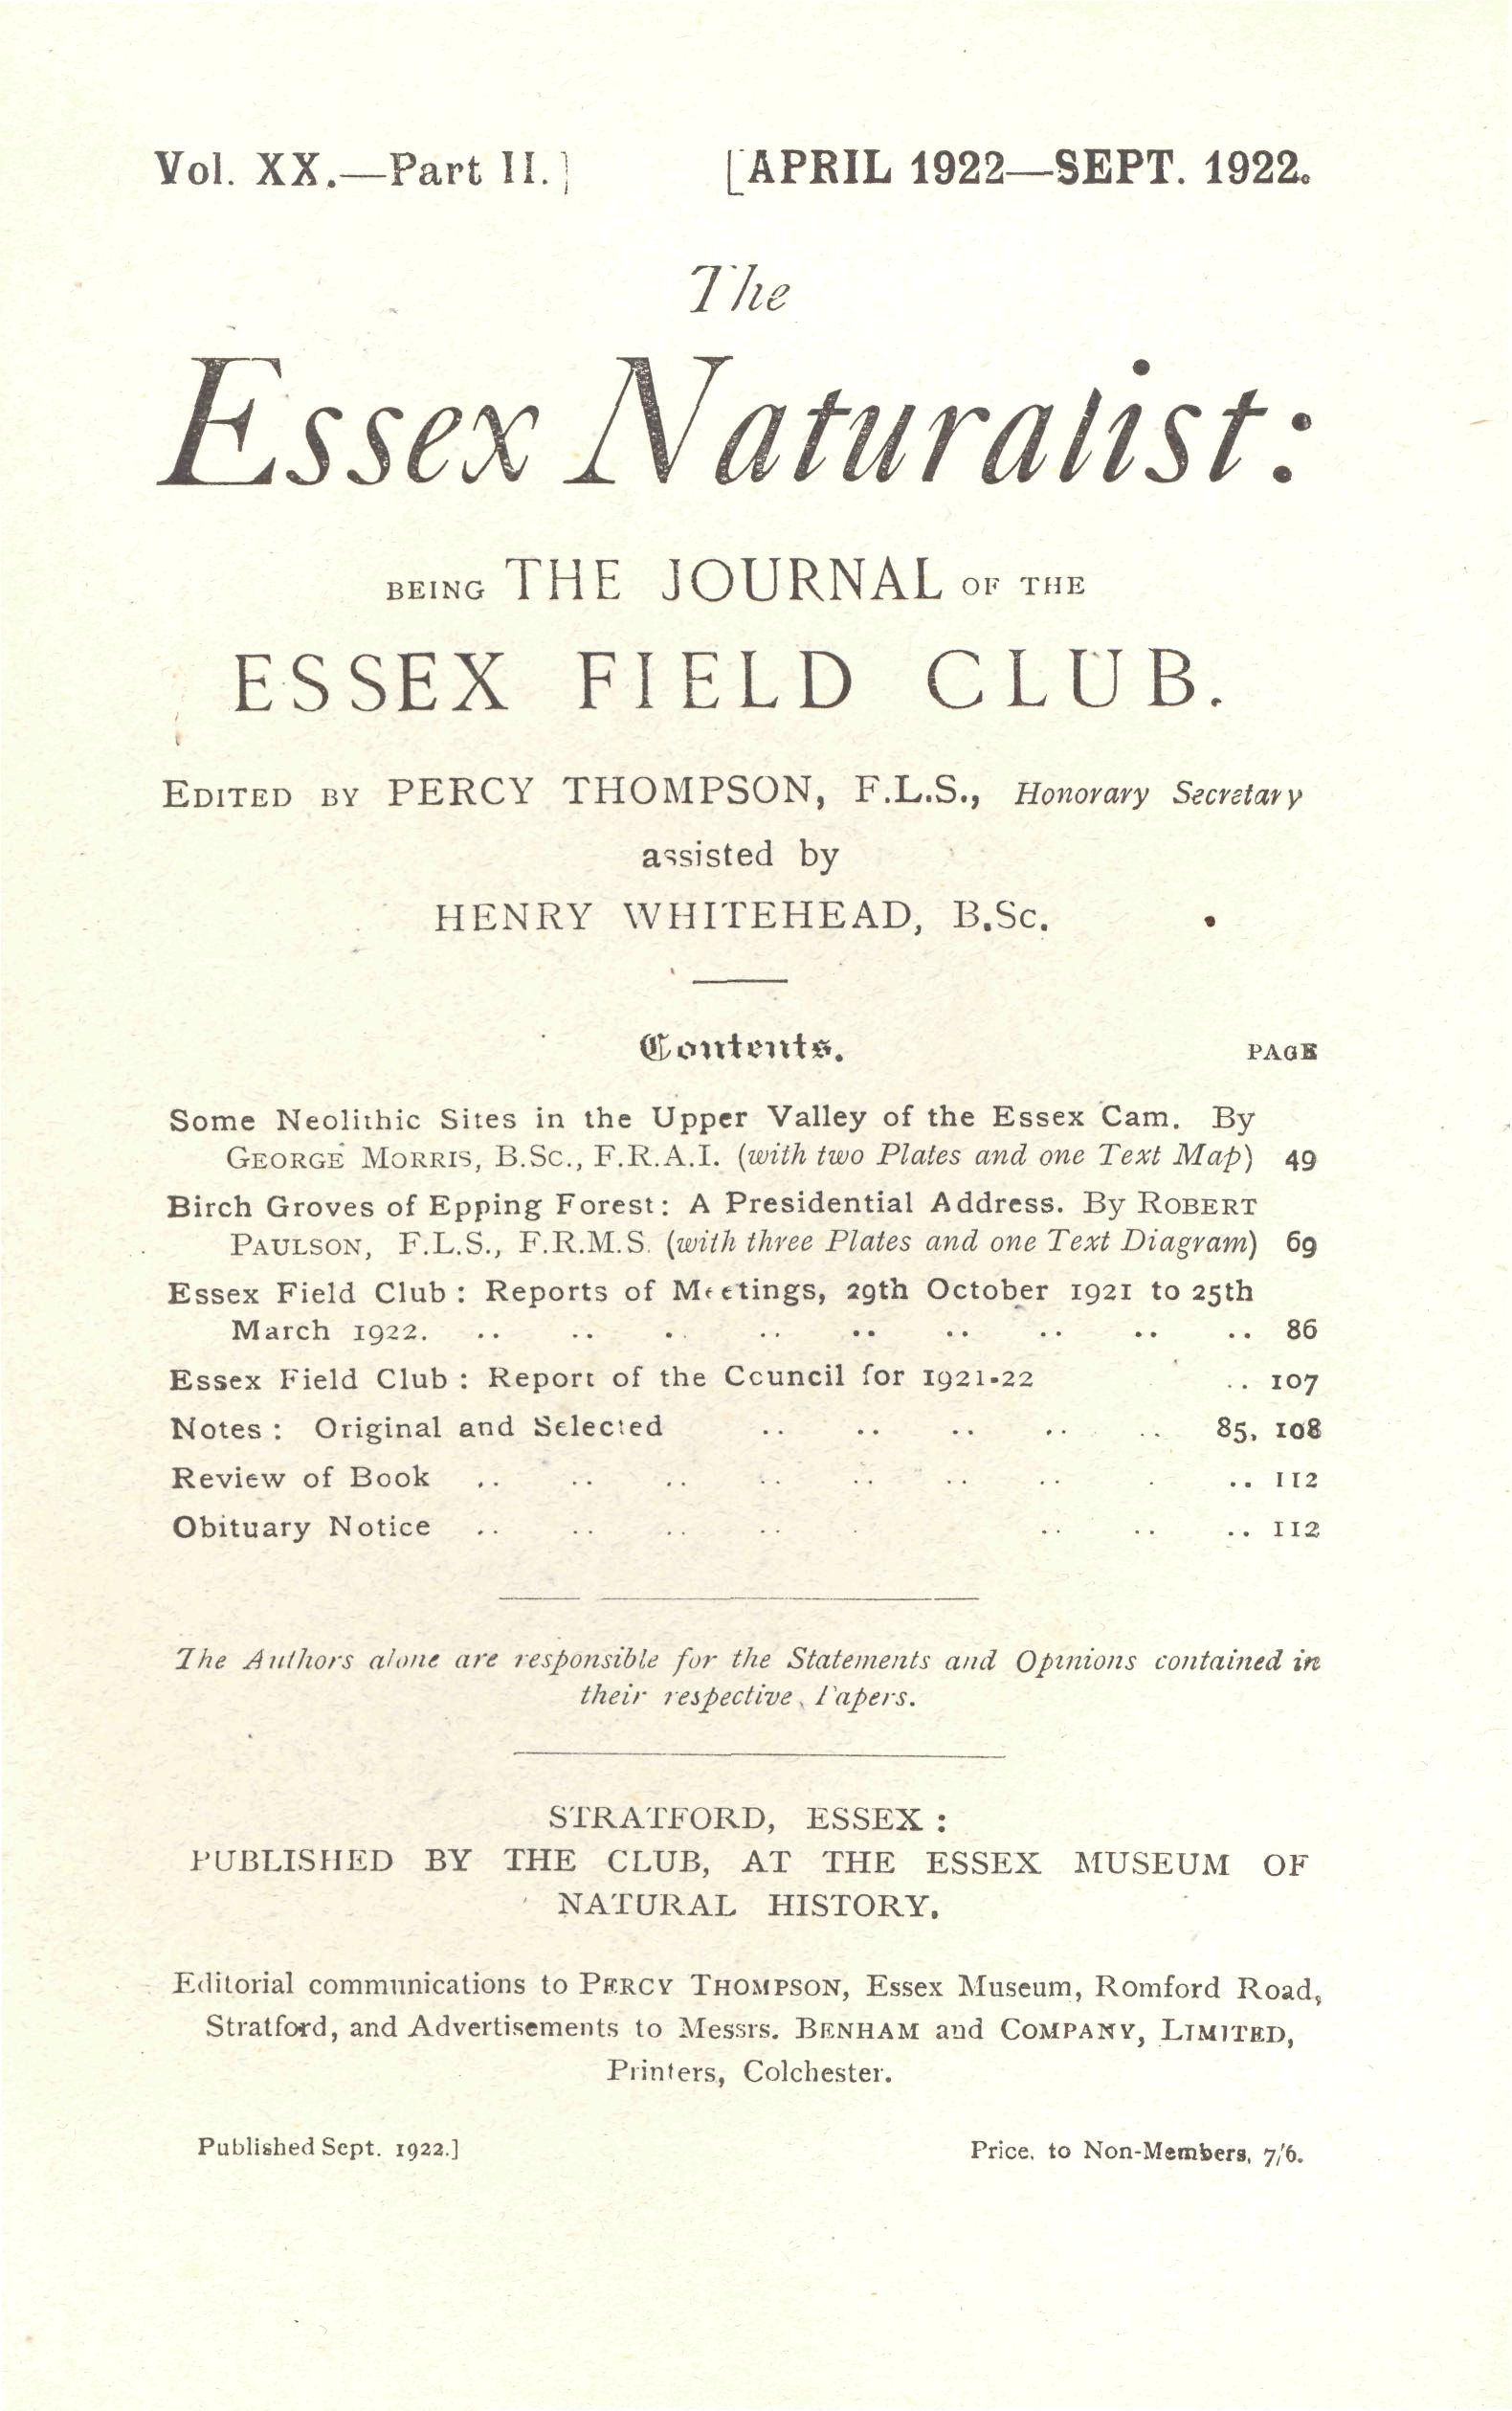 Vol. XX.—Part II.] [APRIL 1922—SEPT. 1922.
The
Essex Naturalist:
BEING THE JOURNAL OF THE
ESSEX FIELD CLUB.
EDITED BY PERCY THOMPSON, F.L.S., Honorary Secretary
assisted by
HENRY WHITEHEAD, B.Sc.
Contents.
PAGE
Some Neolithic Sites in the Upper Valley of the Essex Cam. By
GEORGE MORRIS, B.Sc., F.R.A.I. (with two Plates and one Text Map) 49
Birch Groves of Epping Forest: A Presidential Address. By ROBERT
PAULSON, F.L.S., F.R.M.S. (with three Plates and one Text Diagram) 69
Essex Field Club: Reports of Meetings, 29th October 1921 to 25th
March 1922. .. .. .. .. .. .. .. .. .. 86
Essex Field Club: Report of the Council for 1921-22 .. 107
Notes: Original and Selected .. .. .. .. .. 85, 108
Review of Book .. .. .. .. .. .. .. . .. 112
Obituary Notice .. .. .. .. . .. .. .. 112
The Authors alone are responsible for the Statements and Opinions contained in
their respective Papers.
STRATFORD, ESSEX:
PUBLISHED BY THE CLUB, AT THE ESSEX MUSEUM OF
NATURAL HISTORY.
Editorial communications to PERCY THOMPSON, Essex Museum, Romford Road,
Stratford, and Advertisements to Messrs. BENHAM and COMPANY, LIMITED,
Printers, Colchester.
Published Sept. 1922.] Price, to Non-Members, 7/6.